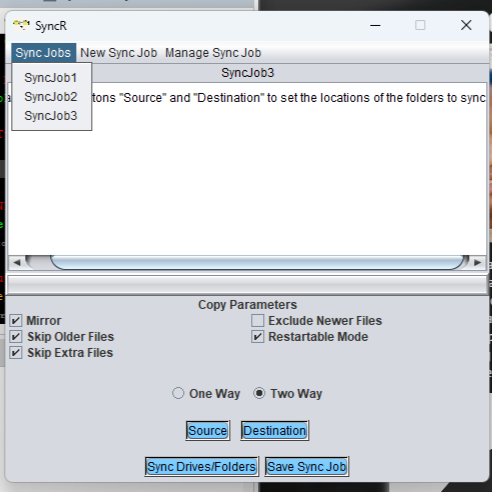 SyncR
Sync Jobs New Sync Job Manage Sync Job
SyncJob3
SyncJob1
tons "Source" and "Destination" to set the locations of the folders to sync
SyncJob2
SyncJob3
Copy Parameters
Mirror Exclude Newer Files
Skip Older Files Restartable Mode
Skip Extra Files
One Way Two Way
Source Destination
Sync Drives/Folders Save Sync Job